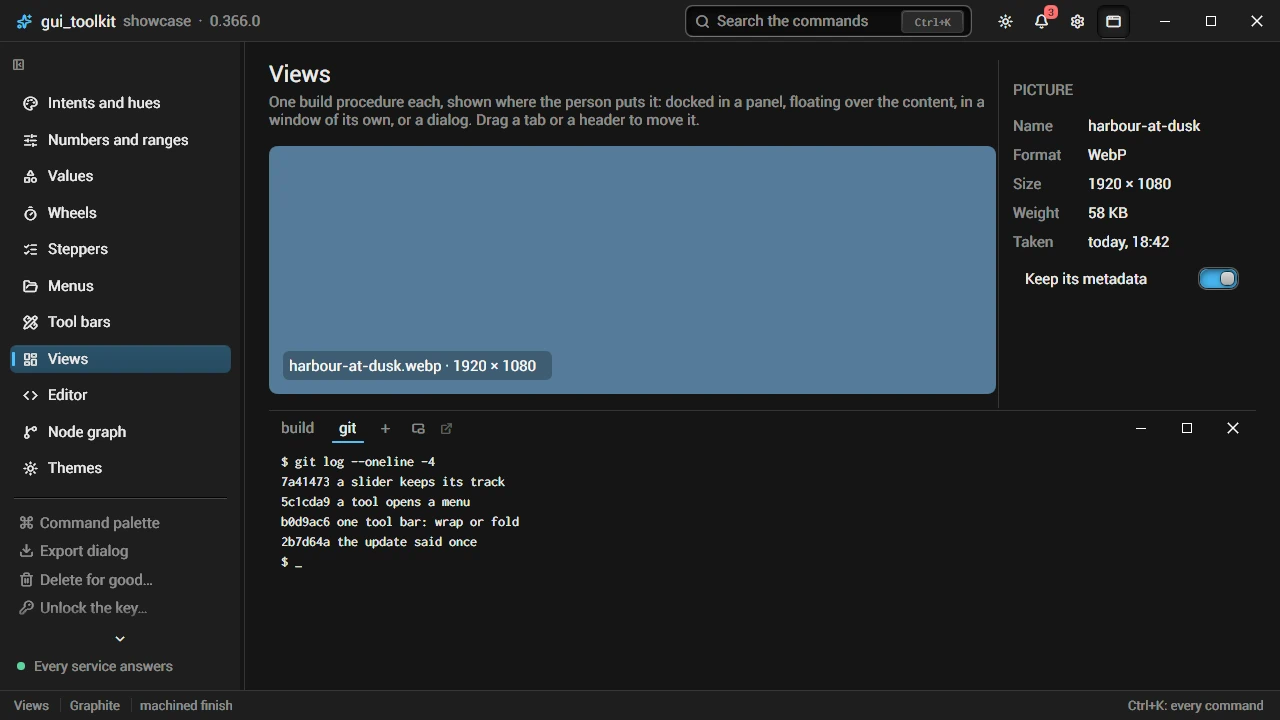 gui_toolkit showcase · 0.366.0
Search the commands Ctrl+K
3
Intents and hues
Numbers and ranges
Values
Wheels
Steppers
Menus
Tool bars
Views
Editor
Node graph
Themes
Command palette
Export dialog
Delete for good...
Unlock the key...
Every service answers
Views
One build procedure each, shown where the person puts it: docked in a panel, floating over the content, in a
window of its own, or a dialog. Drag a tab or a header to move it.
harbour-at-dusk.webp · 1920 × 1080
PICTURE
Name harbour-at-dusk
Format WebP
Size 1920 × 1080
Weight 58 KB
Taken today, 18:42
Keep its metadata
build git
$ git log --oneline -4
7a41473 a slider keeps its track
5c1cda9 a tool opens a menu
b0d9ac6 one tool bar: wrap or fold
2b7d64a the update said once
$ _
Views Graphite machined finish
Ctrl+K: every command